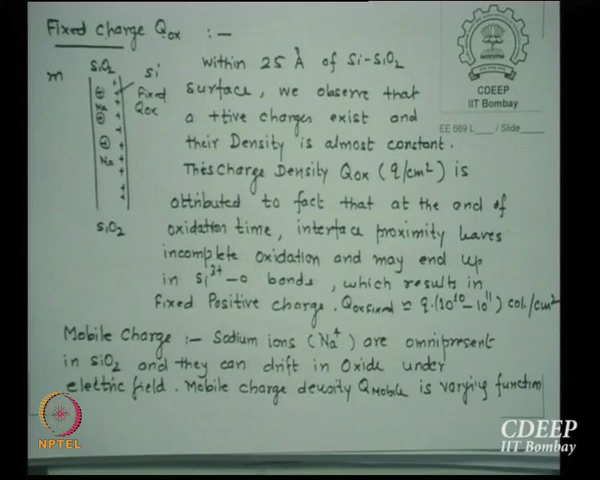 Fixed Charge Qox :-
SiO2
m
Si
Fixed
Qox
Na
Na
SiO2
Within 25 Å of Si-SiO2
surface, we observe that
a +tive charges exist and
their Density is almost constant.
This Charge Density Qox (q/cm2) is
attributed to fact that at the end of
oxidation time, interface proximity leaves
incomplete oxidation and may end up
in Si3+-o bonds, which results in
Fixed Positive charge. Qoxfixed ≃ q.(10^10-10^11) col./cm2
Mobile Charge :- Sodium ions (Na+) are omnipresent
in SiO2 and they can drift in Oxide under
electric field. Mobile charge density QMobile is varying function
CDEEP
IIT Bombay
EE 669 L___/Slide___
NPTEL
CDEEP
IIT Bombay